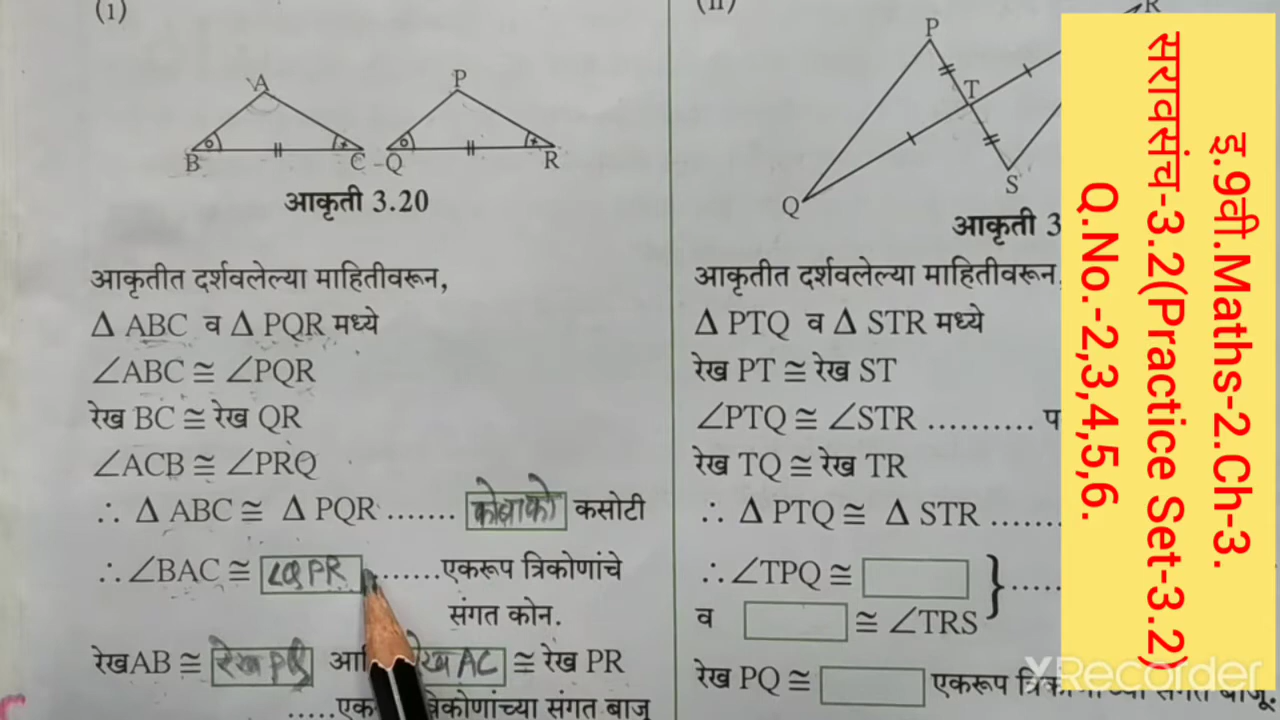 (i)
A
B
C
P
Q
R
आकृती 3.20
आकृतीत दर्शवलेल्या माहितीवरून,
Δ ABC व Δ PQR मध्ये
∠ABC ≅ ∠PQR
रेख BC ≅ रेख QR
∠ACB ≅ ∠PRQ
∴ Δ ABC ≅ Δ PQR ....... कोबाको कसोटी
∴ ∠BAC ≅ ∠QPR .......एकरूप त्रिकोणांचे
संगत कोन.
रेखAB ≅ रेख PQ रेख AC ≅ रेख PR
संगत बाजू
(ii)
P
R
T
Q
S
आकृती 3
आकृतीत दर्शवलेल्या माहितीवरून,
Δ PTQ व Δ STR मध्ये
रेख PT ≅ रेख ST
∠PTQ ≅ ∠STR .......... प
रेख TQ ≅ रेख TR
∴ Δ PTQ ≅ Δ STR ......
∴ ∠TPQ ≅ } .....
व ≅ ∠TRS
रेख PQ ≅ एकरूप त्रिकोणांच्या संगत बाजू.
इ.9वी.Maths-2.Ch-3.
सरावसंच-3.2(Practice Set-3.2)
Q.No.-2,3,4,5,6.
XRecorder